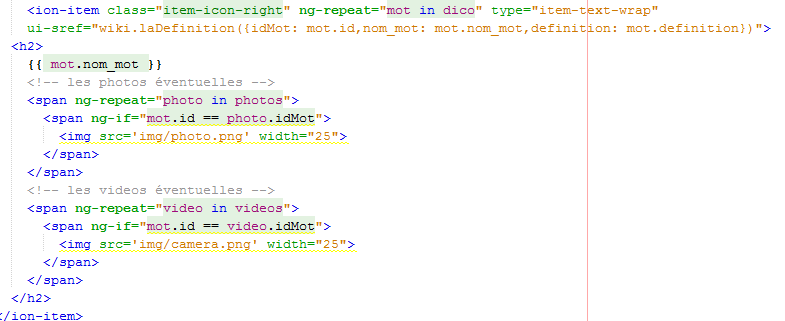 <ion-item class="item-icon-right" ng-repeat="mot in dico" type="item-text-wrap"
ui-sref="wiki.laDefinition({idMot: mot.id,nom_mot: mot.nom_mot,definition: mot.definition})">
<h2>
{{ mot.nom_mot }}
<!-- les photos éventuelles -->
<span ng-repeat="photo in photos">
<span ng-if="mot.id == photo.idMot">
<img src='img/photo.png' width="25">
</span>
</span>
<!-- les videos éventuelles -->
<span ng-repeat="video in videos">
<span ng-if="mot.id == video.idMot">
<img src='img/camera.png' width="25">
</span>
</span>
</h2>
</ion-item>